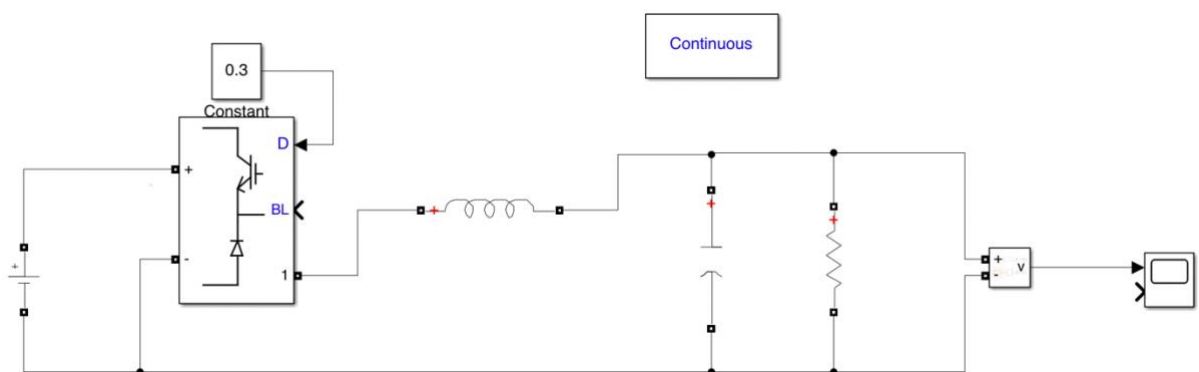 Continuous
0.3
Constant
D
+
BL
-
1
+
+
+
+
+
v
-